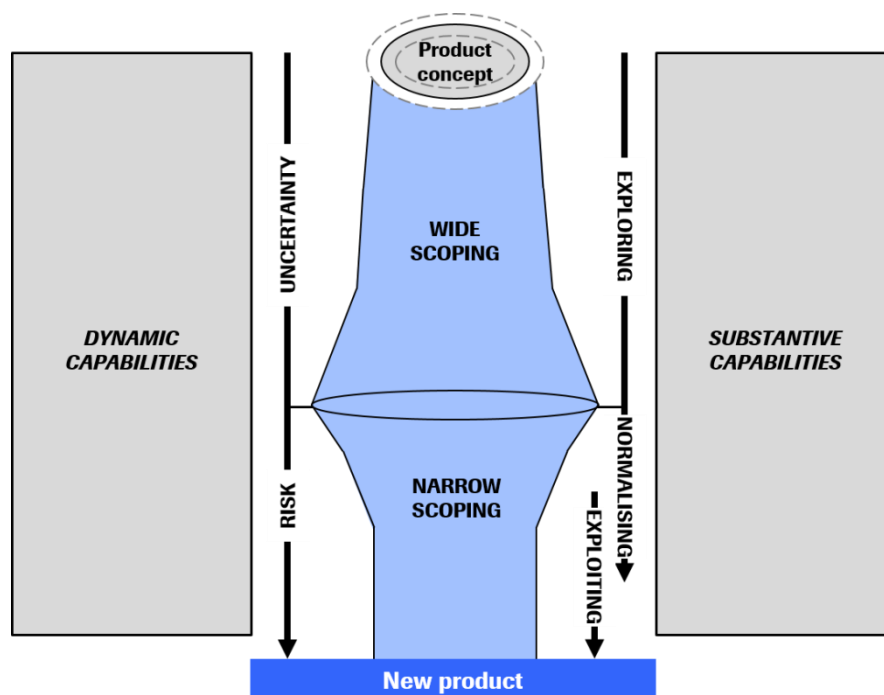 Product
concept
UNCERTAINTY
EXPLORING
WIDE
SCOPING
DYNAMIC
CAPABILITIES
SUBSTANTIVE
CAPABILITIES
NORMALISING
RISK
NARROW
SCOPING
EXPLOITING
New product